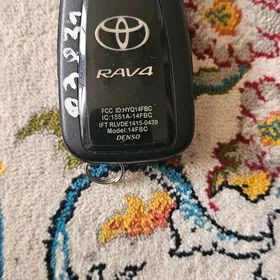 RAV4
FCC ID:HYQ14FBC
IC:1551A-14FBC
IFT RLVDE1415-0439
Model:14FBC
DENSO